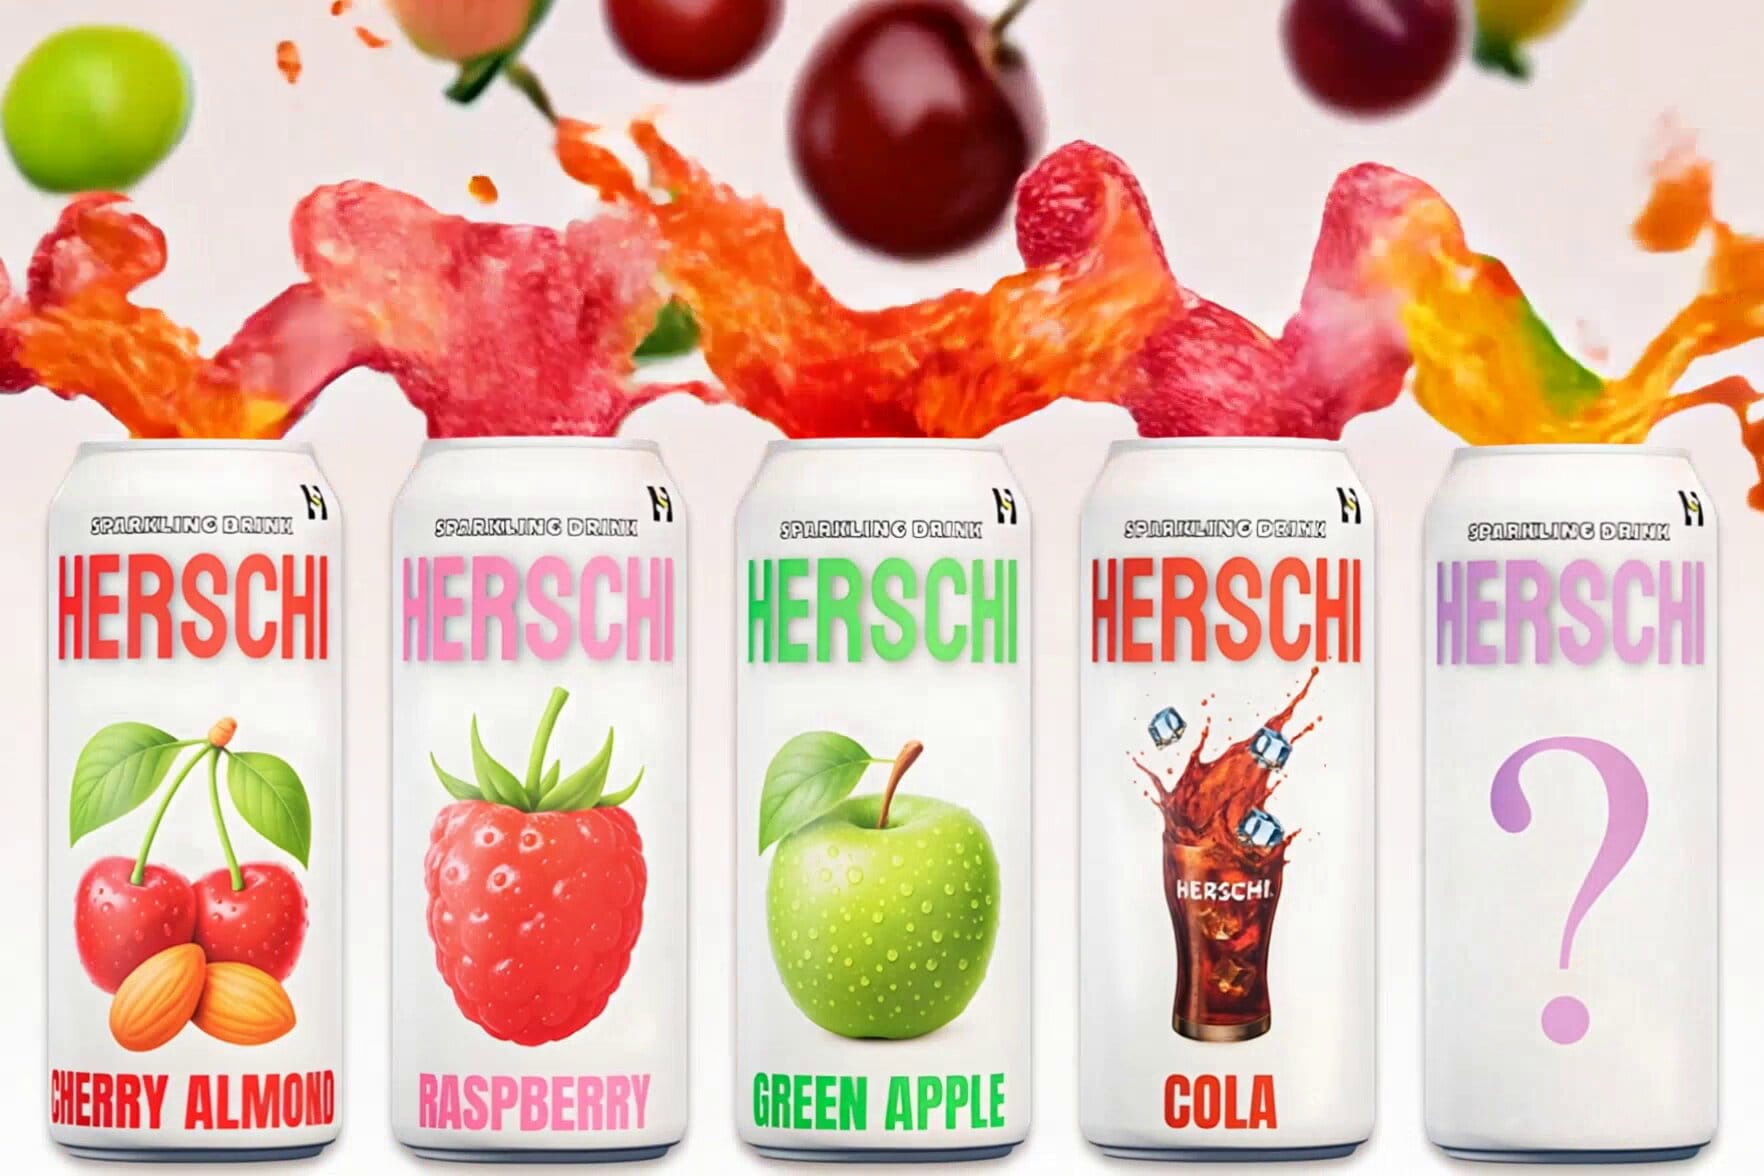 SPARKLING DRINK
HERSCHI
CHERRY ALMOND
SPARKLING DRINK
HERSCHI
RASPBERRY
SPARKLING DRINK
HERSCHI
GREEN APPLE
SPARKLING DRINK
HERSCHI
HERSCHI
COLA
SPARKLING DRINK
HERSCHI
?